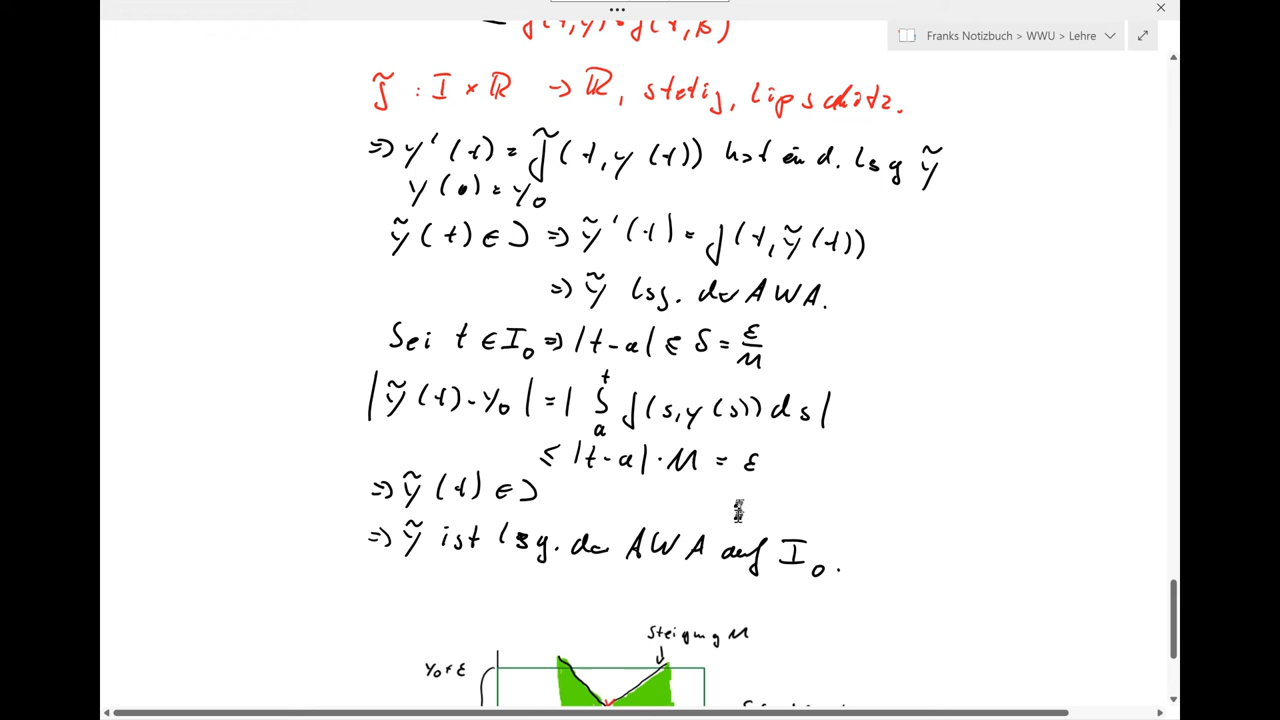 Franks Notizbuch > WWU > Lehre
f̃ : I × ℝ → ℝ, stetig, Lipschitz.
⇒ y'(t) = f̃(t, y(t)) hat eind. Lsg ỹ
y(0) = y₀
ỹ(t) ∈ J ⇒ ỹ'(t) = f(t, ỹ(t))
⇒ ỹ Lsg. der AWA.
Sei t ∈ I₀ ⇒ |t-a| ≤ δ = ε/M
|ỹ(t) - y₀| = | ∫ₐᵗ f(s, y(s)) ds |
≤ |t-a| · M = ε
⇒ ỹ(t) ∈ J
⇒ ỹ ist Lsg. der AWA auf I₀.
Steigung M
y₀+ε